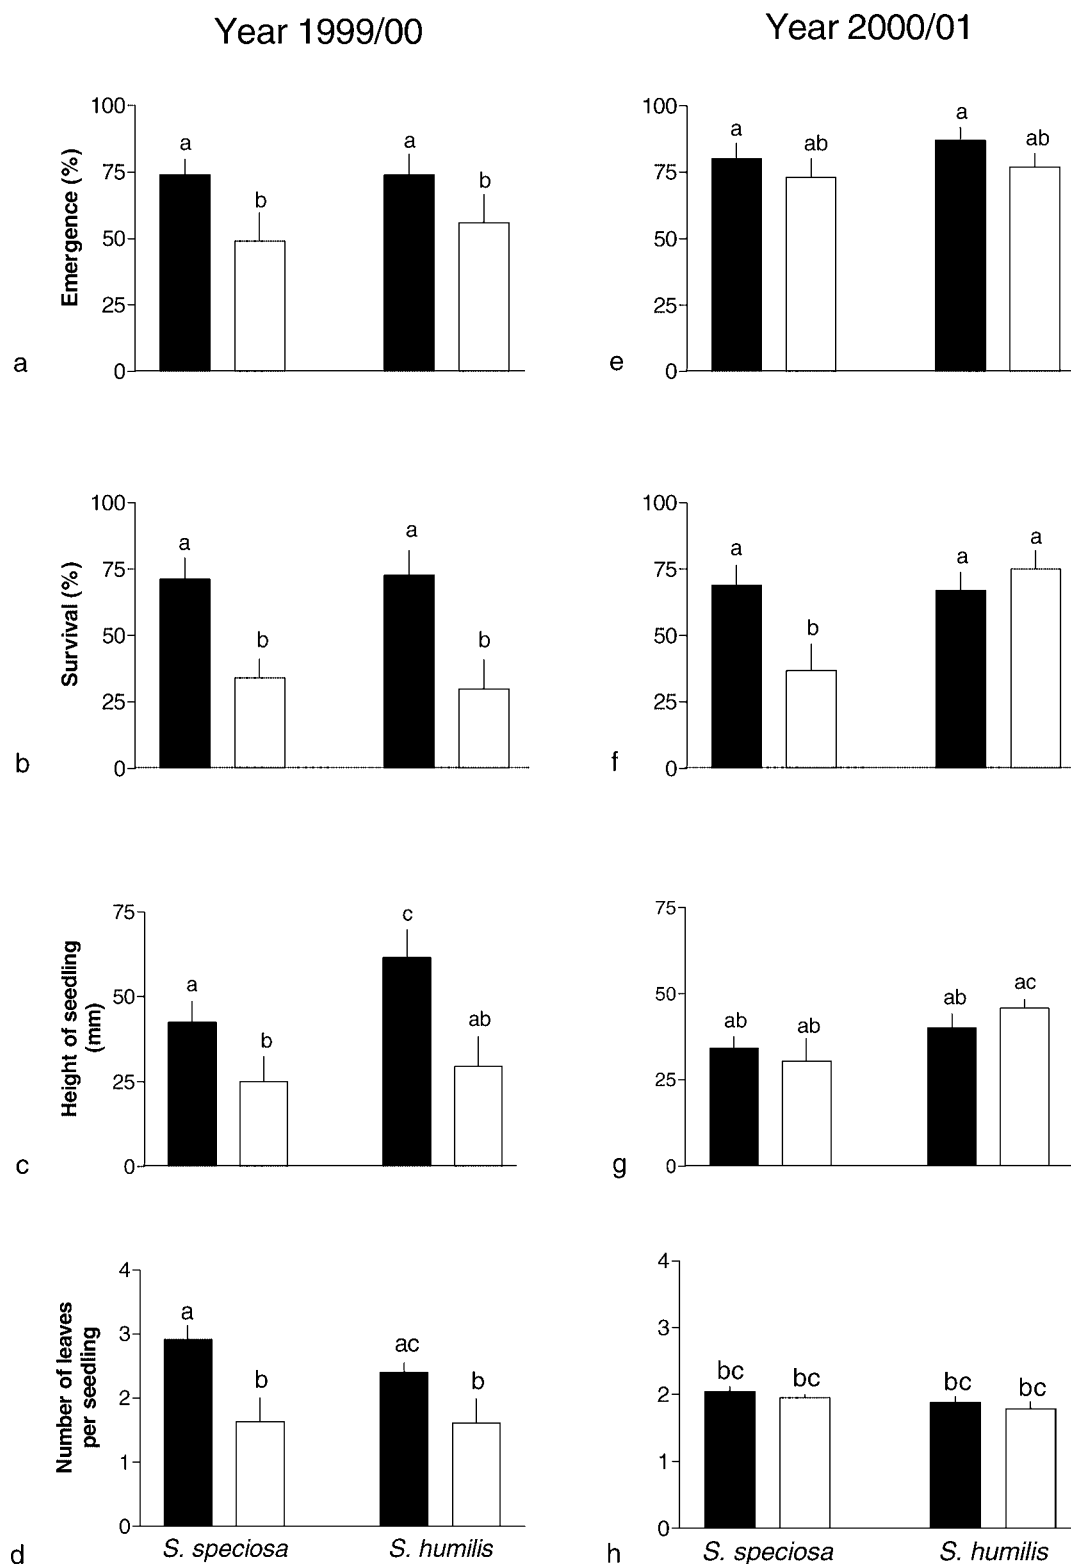 Year 1999/00
Year 2000/01
100
75
50
25
0
Emergence (%)
a
b
a
b
a
100
75
50
25
0
a
ab
a
ab
e
100
75
50
25
0
Survival (%)
a
b
a
b
b
100
75
50
25
0
a
b
a
a
f
75
50
25
0
Height of seedling
(mm)
a
b
c
ab
c
75
50
25
0
ab
ab
ab
ac
g
4
3
2
1
0
Number of leaves
per seedling
a
b
ac
b
d
S. speciosa
S. humilis
4
3
2
1
0
bc
bc
bc
bc
h
S. speciosa
S. humilis